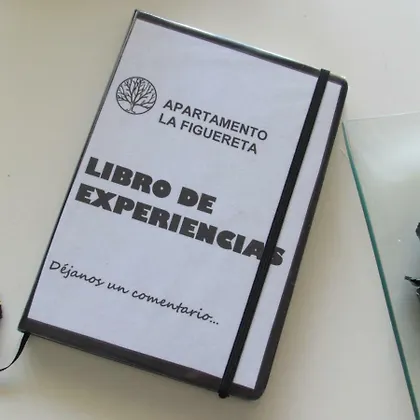 APARTAMENTO
LA FIGUERETA
LIBRO DE
EXPERIENCIAS
Déjanos un comentario...